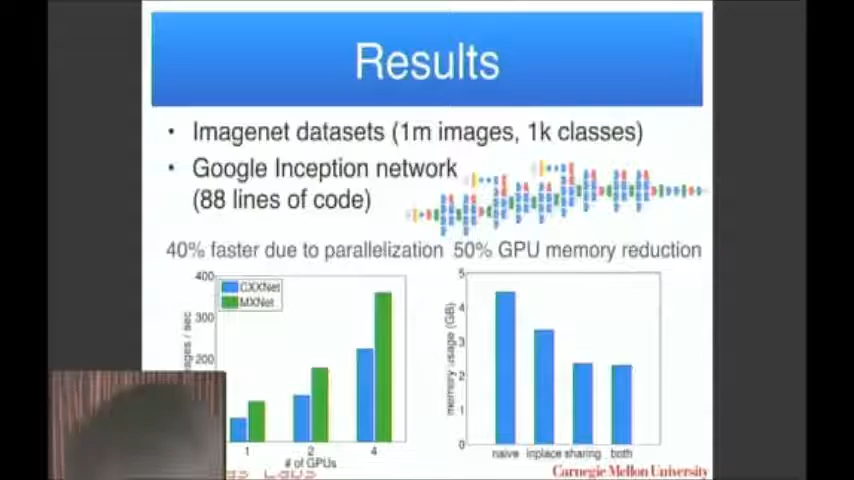 Results
• Imagenet datasets (1m images, 1k classes)
• Google Inception network
(88 lines of code)
40% faster due to parallelization
50% GPU memory reduction
400
300
200
CXXNet
MXNet
1
2
4
# of GPUs
5
4
3
2
1
0
memory usage (GB)
naive
inplace
sharing
both
Carnegie Mellon University